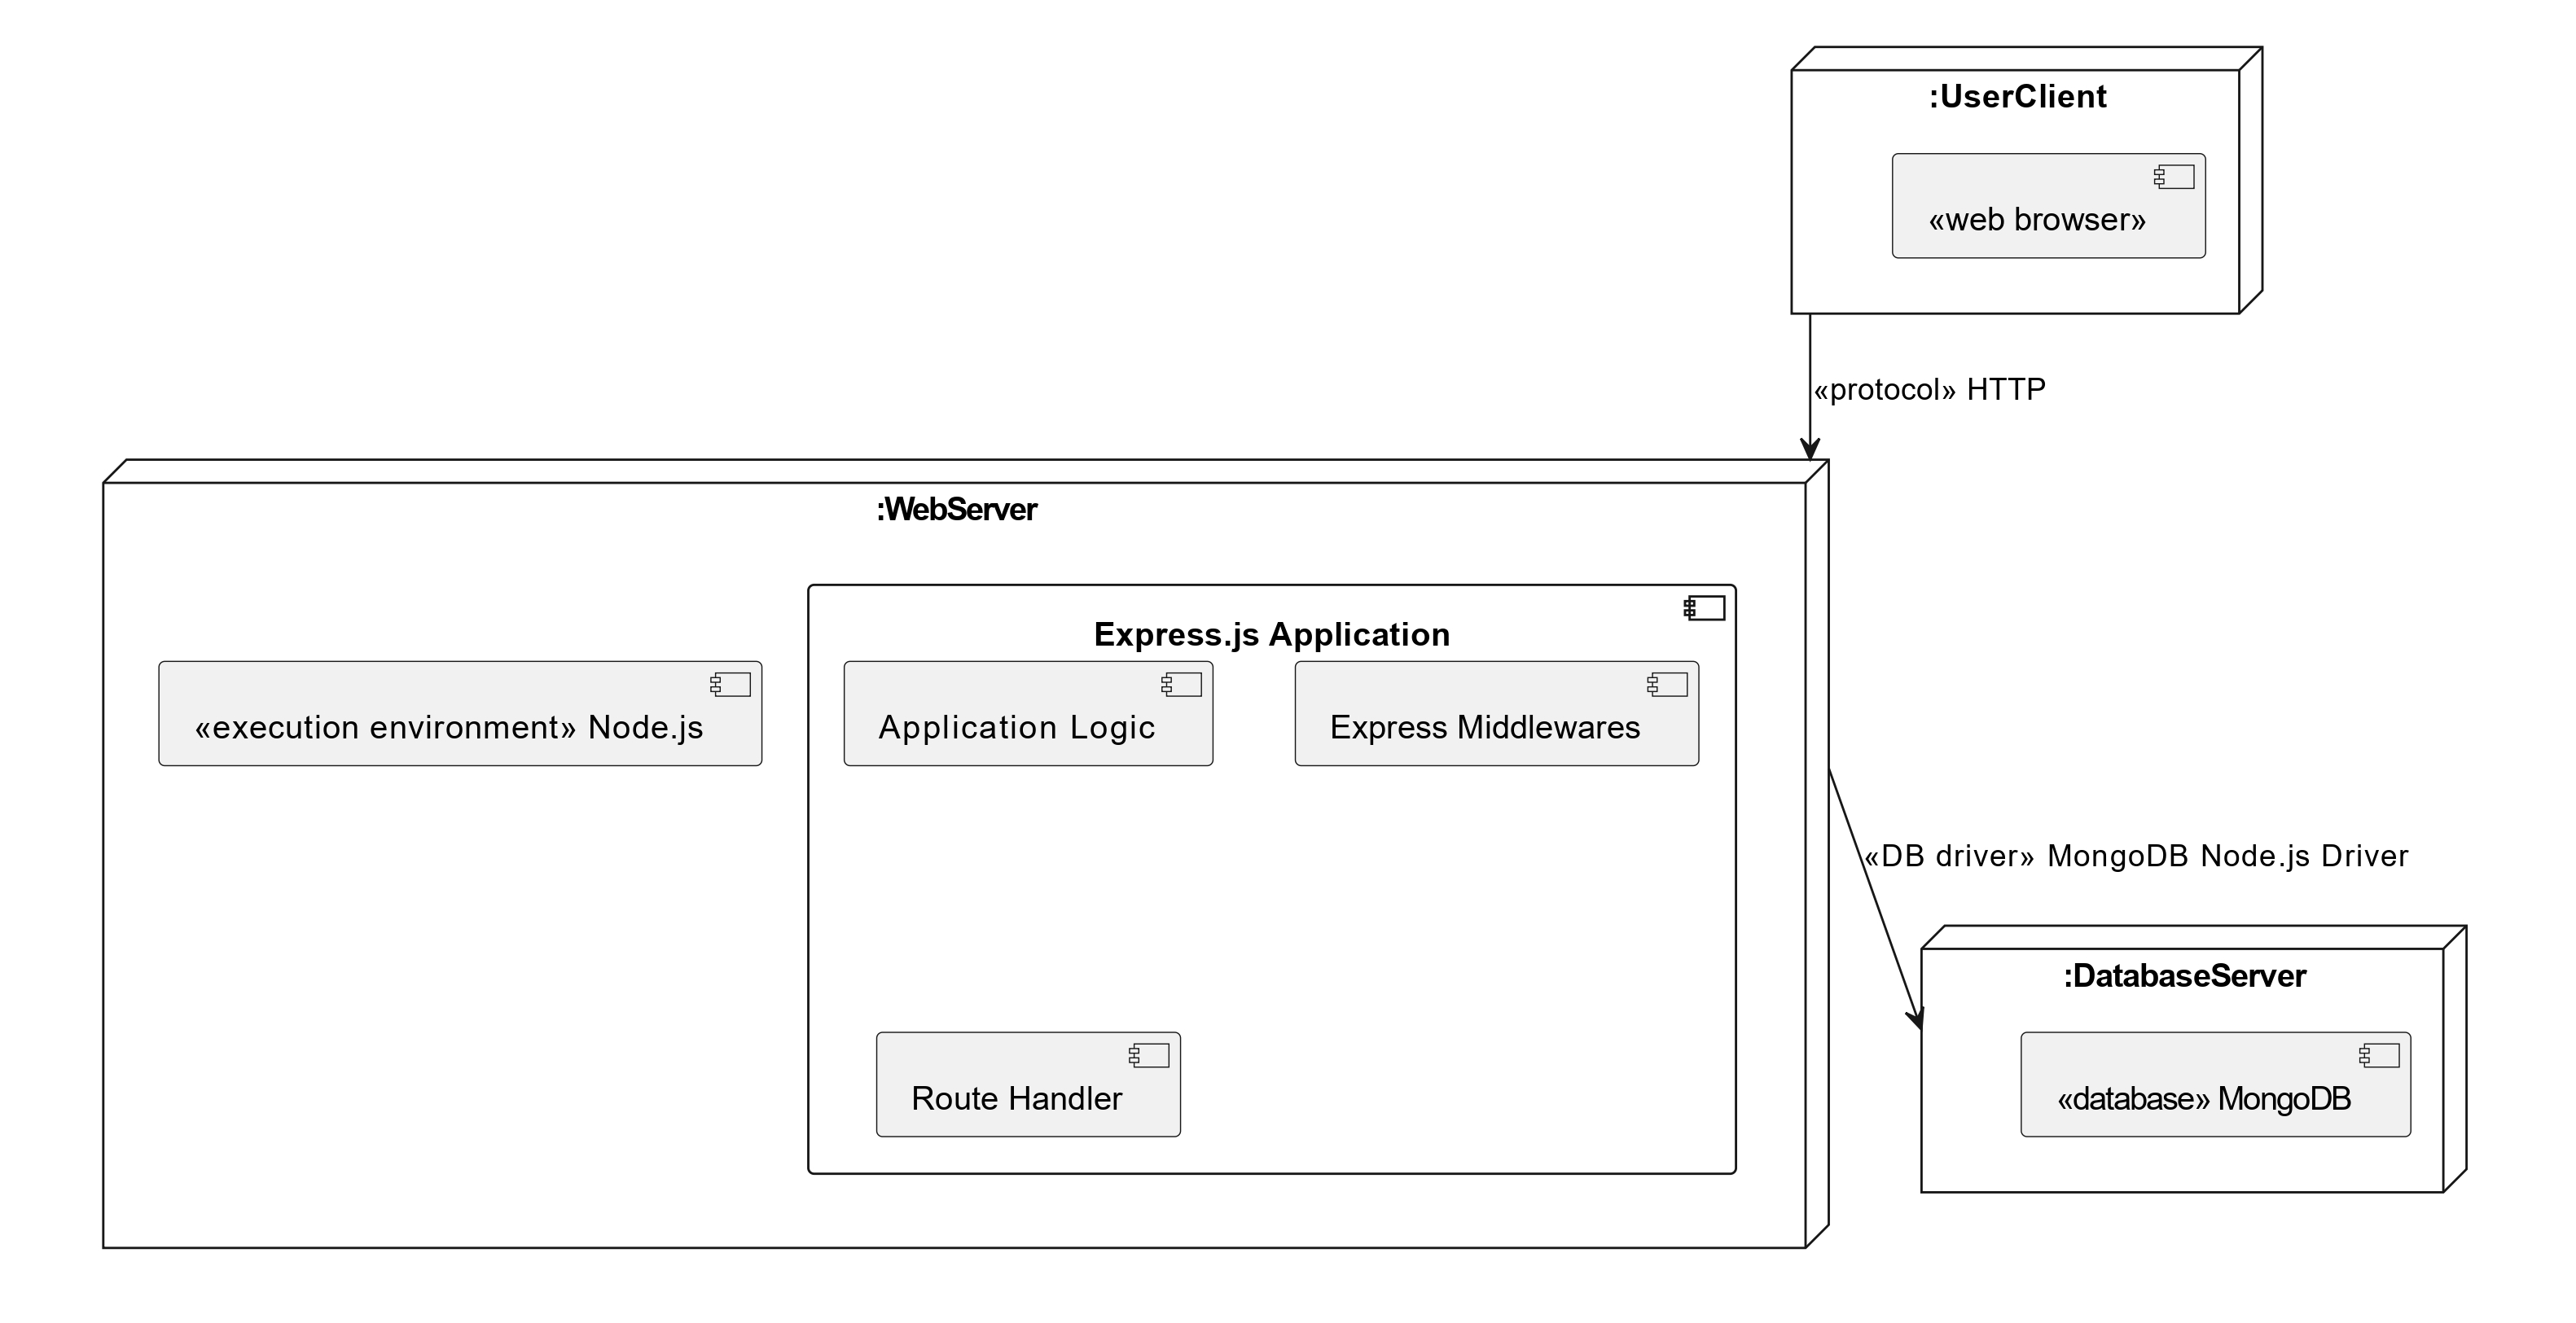 :UserClient
«web browser»
«protocol» HTTP
:WebServer
Express.js Application
«execution environment» Node.js
Application Logic
Express Middlewares
«DB driver» MongoDB Node.js Driver
:DatabaseServer
Route Handler
«database» MongoDB